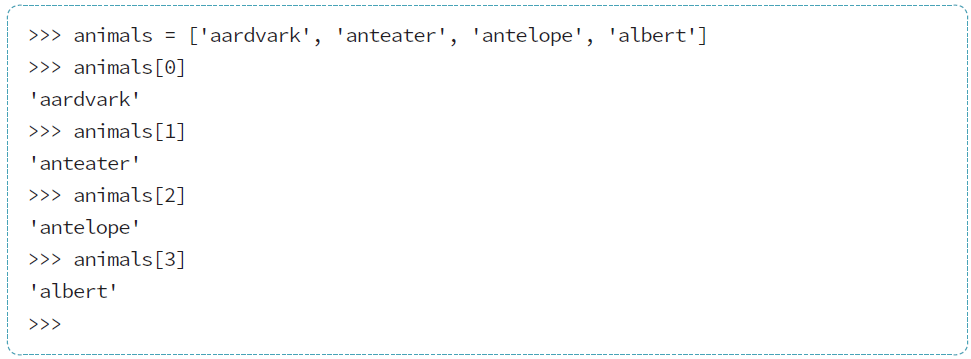 >>> animals = ['aardvark', 'anteater', 'antelope', 'albert']
>>> animals[0]
'aardvark'
>>> animals[1]
'anteater'
>>> animals[2]
'antelope'
>>> animals[3]
'albert'
>>>